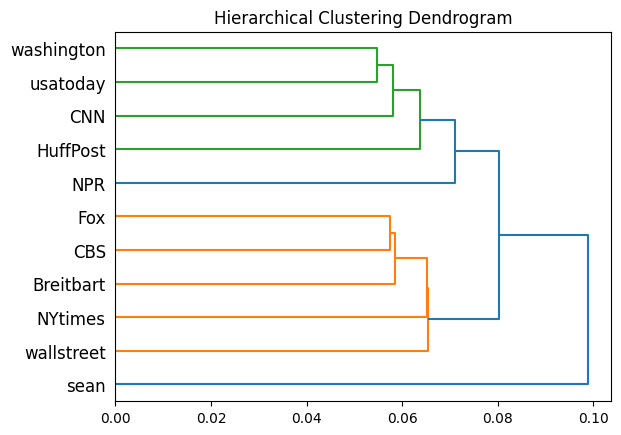 Hierarchical Clustering Dendrogram
washington
usatoday
CNN
HuffPost
NPR
Fox
CBS
Breitbart
NYtimes
wallstreet
sean
0.00 0.02 0.04 0.06 0.08 0.10